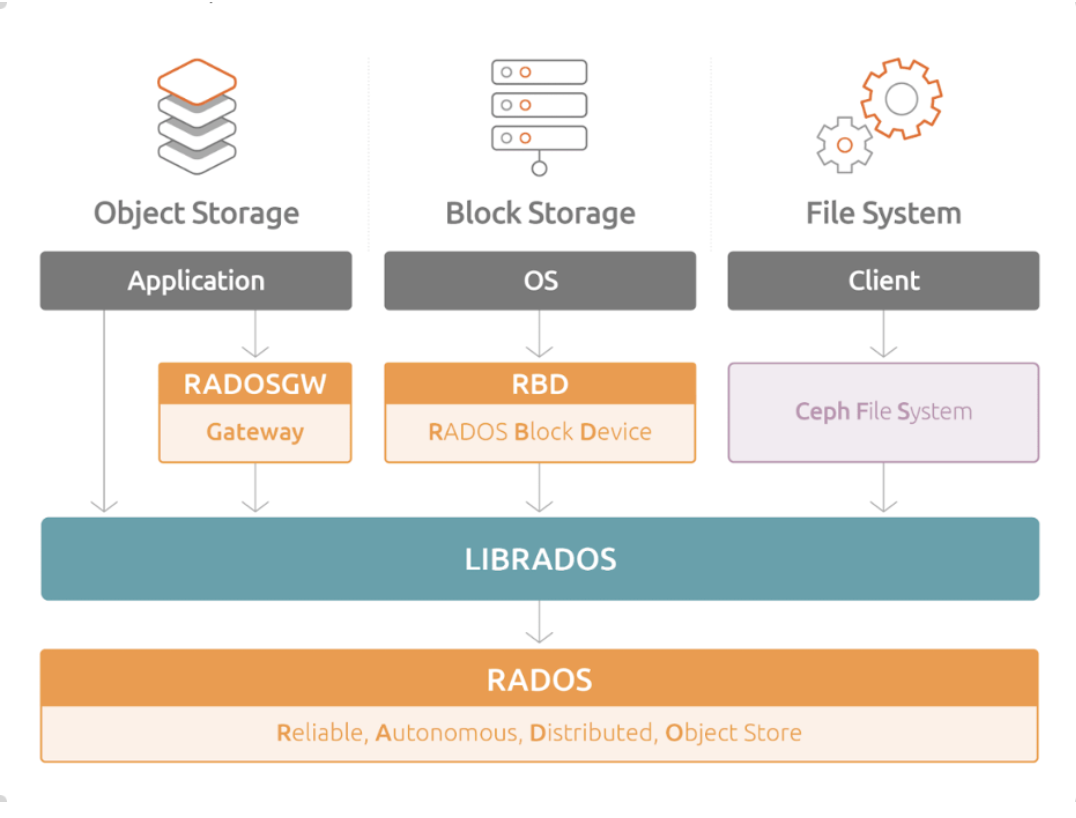 Object Storage
Block Storage
File System
Application
OS
Client
RADOSGW
Gateway
RBD
RADOS Block Device
Ceph File System
LIBRADOS
RADOS
Reliable, Autonomous, Distributed, Object Store